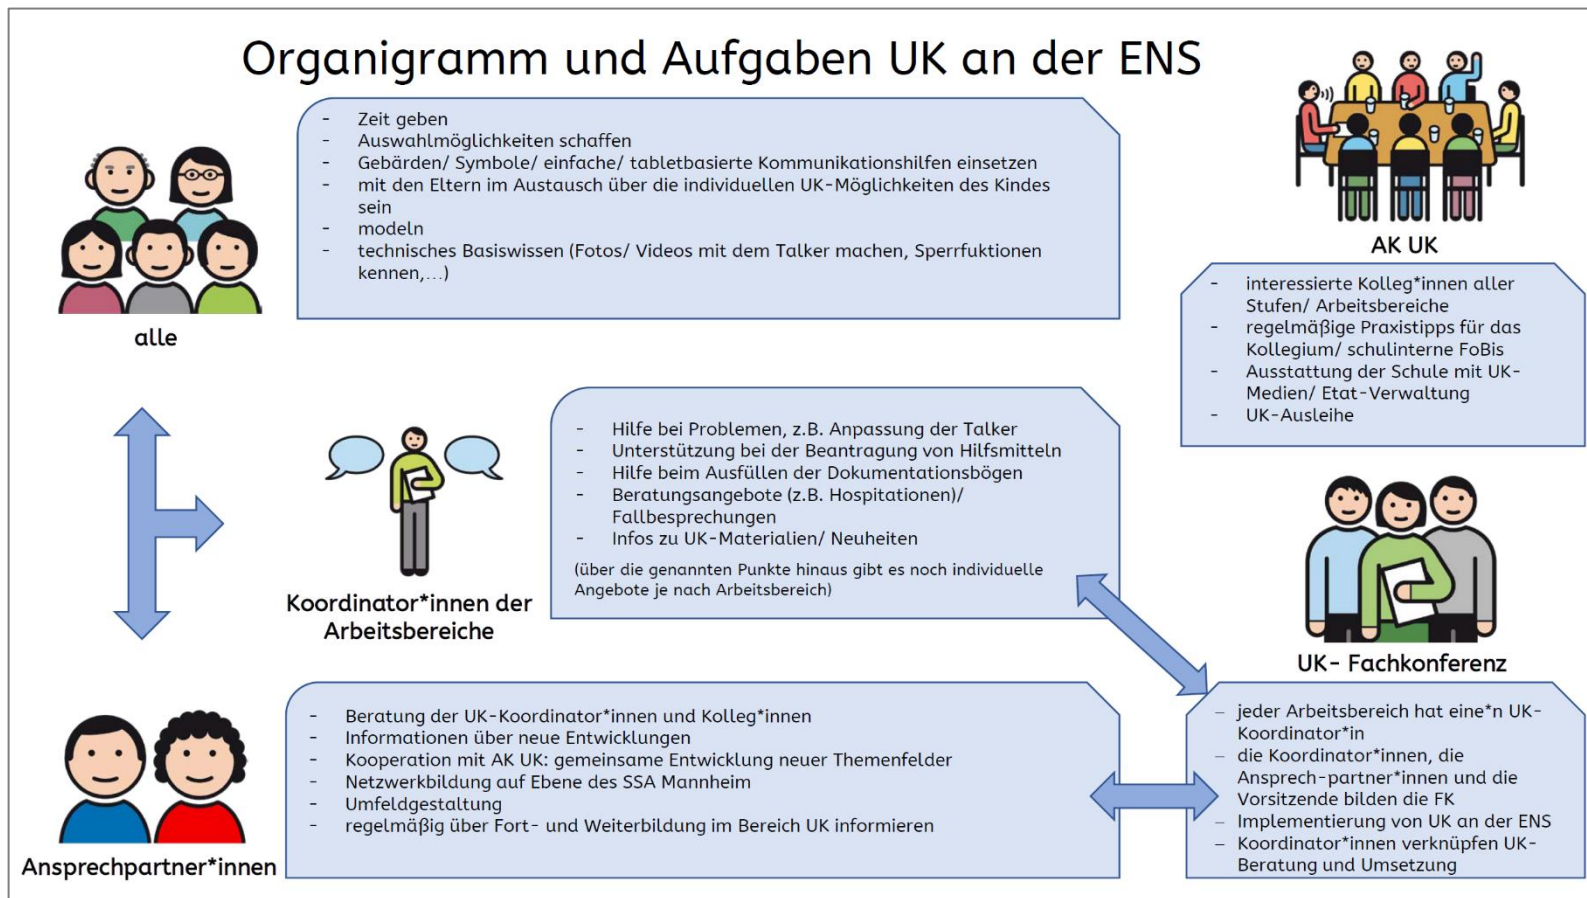 Organigramm und Aufgaben UK an der ENS
- Zeit geben
- Auswahlmöglichkeiten schaffen
- Gebärden/ Symbole/ einfache/ tabletbasierte Kommunikationshilfen einsetzen
- mit den Eltern im Austausch über die individuellen UK-Möglichkeiten des Kindes
sein
- modeln
- technisches Basiswissen (Fotos/ Videos mit dem Talker machen, Sperrfuktionen
kennen,...)
alle
AK UK
- interessierte Kolleg*innen aller
Stufen/ Arbeitsbereiche
- regelmäßige Praxistipps für das
Kollegium/ schulinterne FoBis
- Ausstattung der Schule mit UK-
Medien/ Etat-Verwaltung
- UK-Ausleihe
- Hilfe bei Problemen, z.B. Anpassung der Talker
- Unterstützung bei der Beantragung von Hilfsmitteln
- Hilfe beim Ausfüllen der Dokumentationsbögen
- Beratungsangebote (z.B. Hospitationen)/
Fallbesprechungen
- Infos zu UK-Materialien/ Neuheiten
(über die genannten Punkte hinaus gibt es noch individuelle
Angebote je nach Arbeitsbereich)
Koordinator*innen der
Arbeitsbereiche
UK- Fachkonferenz
– jeder Arbeitsbereich hat eine*n UK-
Koordinator*in
– die Koordinator*innen, die
Ansprech-partner*innen und die
Vorsitzende bilden die FK
– Implementierung von UK an der ENS
– Koordinator*innen verknüpfen UK-
Beratung und Umsetzung
- Beratung der UK-Koordinator*innen und Kolleg*innen
- Informationen über neue Entwicklungen
- Kooperation mit AK UK: gemeinsame Entwicklung neuer Themenfelder
- Netzwerkbildung auf Ebene des SSA Mannheim
- Umfeldgestaltung
- regelmäßig über Fort- und Weiterbildung im Bereich UK informieren
Ansprechpartner*innen